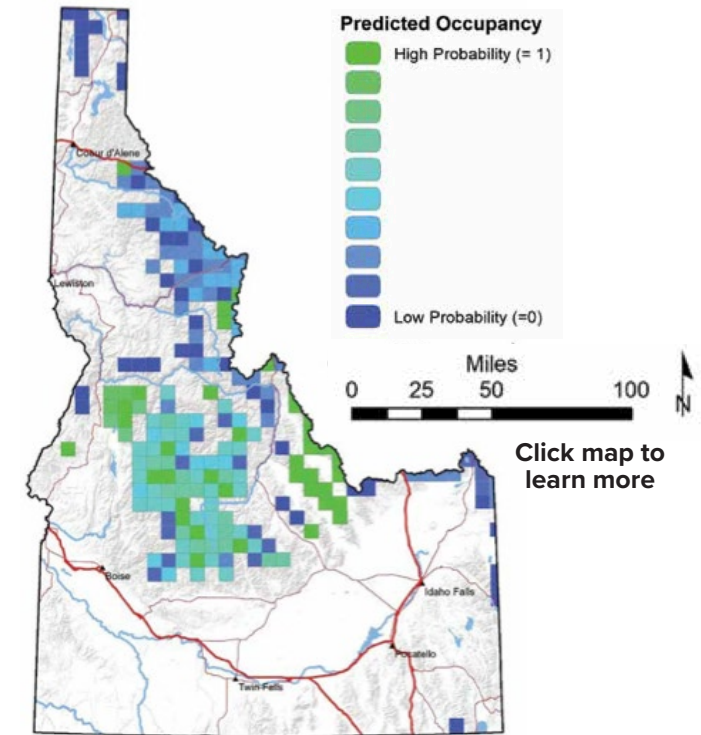 Predicted Occupancy
High Probability (= 1)
Low Probability (=0)
Coeur d'Alene
Lewiston
Miles
0 25 50 100
N
Click map to
learn more
Boise
Idaho Falls
Pocatello
Twin Falls